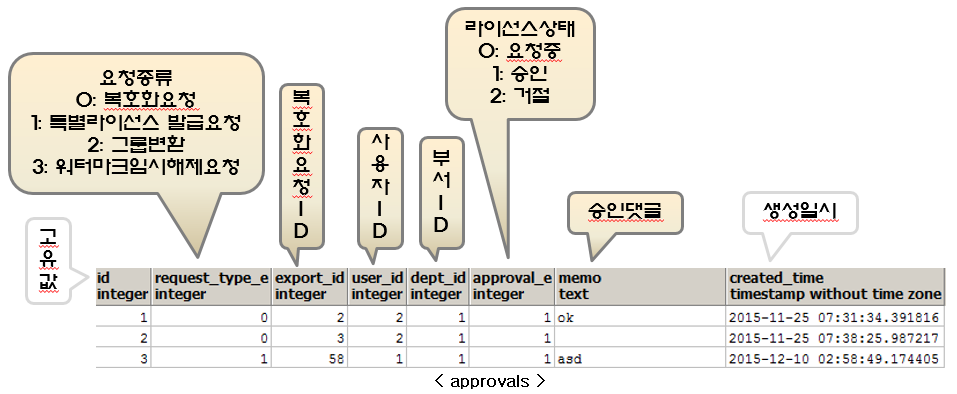 라이선스상태
0: 요청중
1: 승인
2: 거절
요청종류
0: 복호화요청
1: 특별라이선스 발급요청
2: 그룹변환
3: 워터마크임시해제요청
복호화요청ID
사용자ID
부서ID
승인댓글
생성일시
고유값
id request_type_e export_id user_id dept_id approval_e memo created_time
integer integer integer integer integer integer text timestamp without time zone
1 0 2 2 1 1 ok 2015-11-25 07:31:34.391816
2 0 3 2 1 1 2015-11-25 07:38:25.987217
3 1 58 1 1 1 asd 2015-12-10 02:58:49.174405
< approvals >